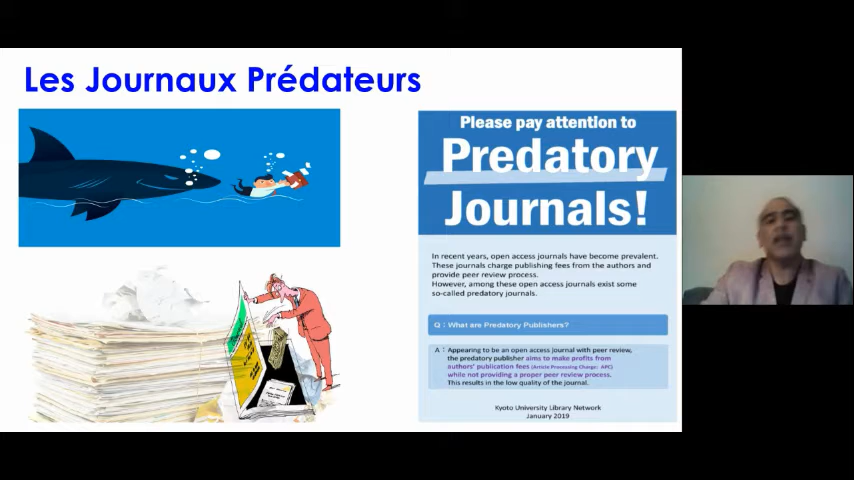 Les Journaux Prédateurs
Please pay attention to
Predatory
Journals!
In recent years, open access journals have become prevalent.
These journals charge publishing fees from the authors and
provide peer review process.
However, among these open access journals exist some
so-called predatory journals.
Q : What are Predatory Publishers?
A : Appearing to be an open access journal with peer review,
the predatory publisher aims to make profits from
authors' publication fees (Article Processing Charge: APC)
while not providing a proper peer review process.
This results in the low quality of the journal.
Kyoto University Library Network
January 2019